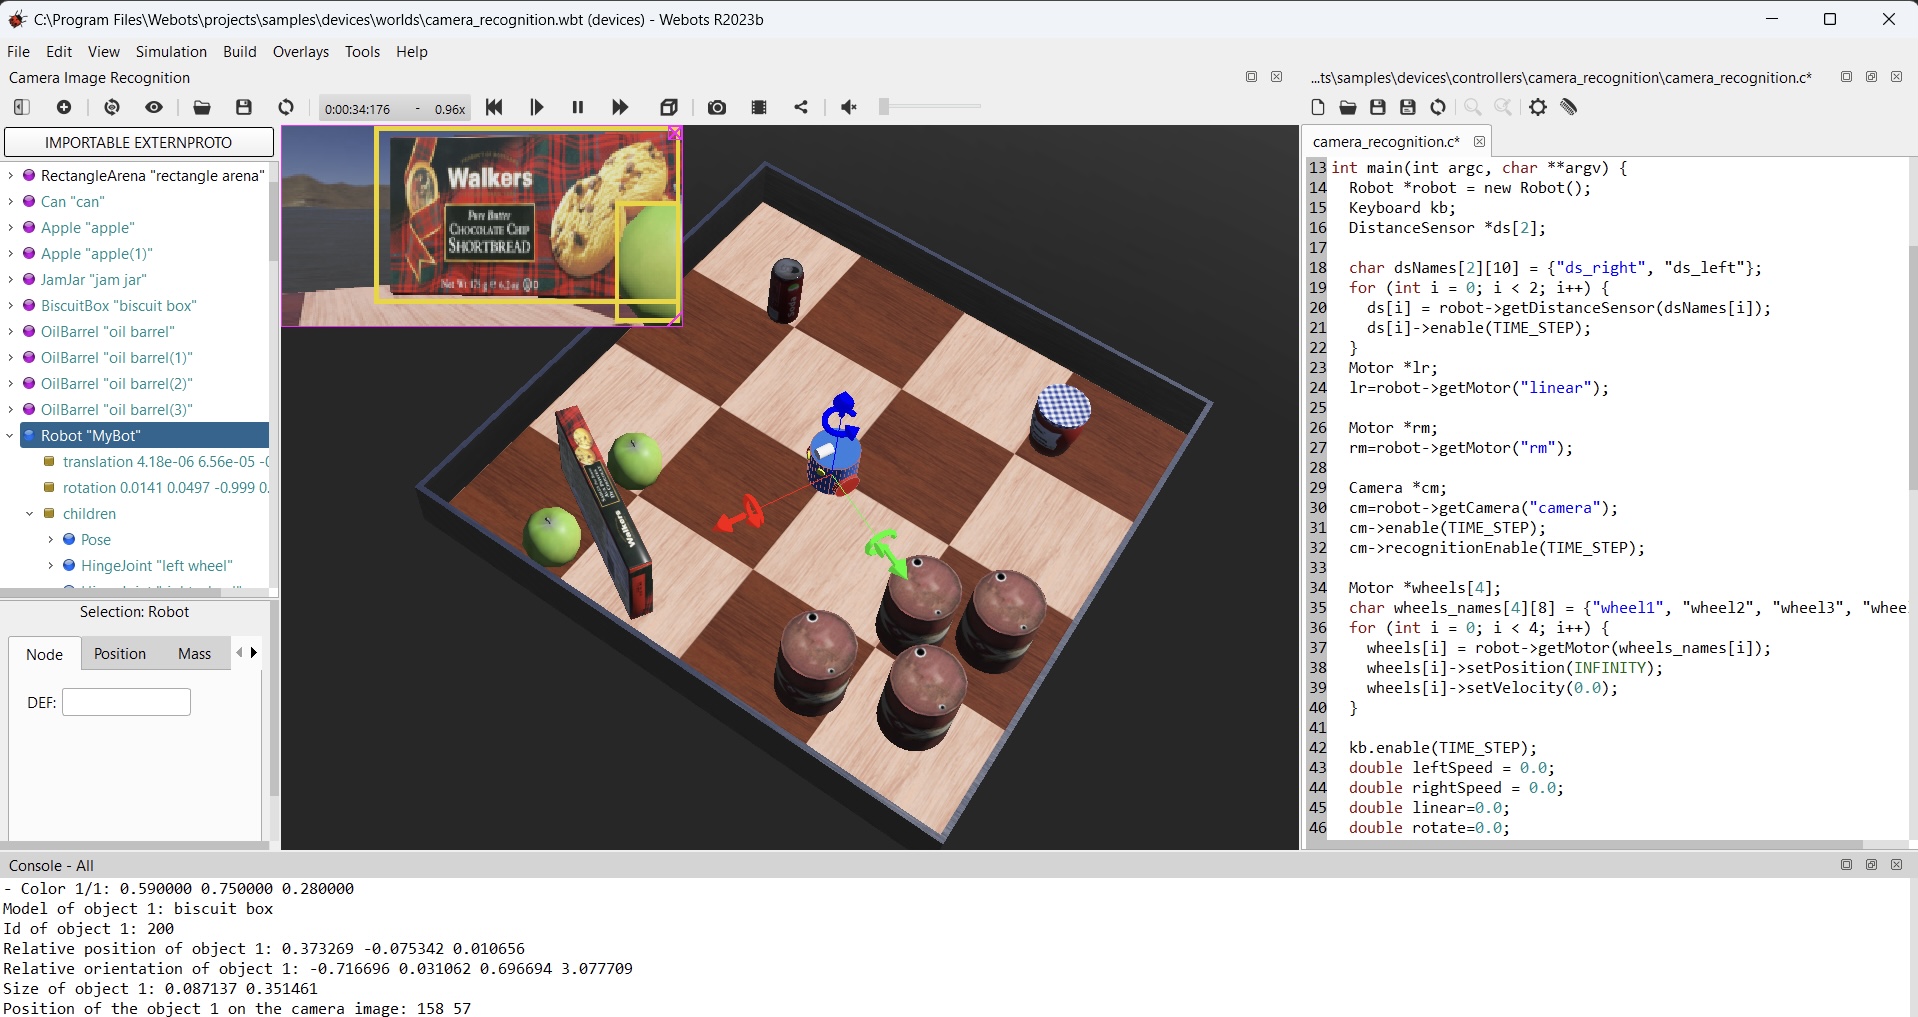 C:\Program Files\Webots\projects\samples\devices\worlds\camera_recognition.wbt (devices) - Webots R2023b
File Edit View Simulation Build Overlays Tools Help
Camera Image Recognition
0:00:34:176 - 0.96x
IMPORTABLE EXTERNPROTO
RectangleArena "rectangle arena"
Can "can"
Apple "apple"
Apple "apple(1)"
JamJar "jam jar"
BiscuitBox "biscuit box"
OilBarrel "oil barrel"
OilBarrel "oil barrel(1)"
OilBarrel "oil barrel(2)"
OilBarrel "oil barrel(3)"
Robot "MyBot"
translation 4.18e-06 6.56e-05 -0
rotation 0.0141 0.0497 -0.999 0.
children
Pose
HingeJoint "left wheel"
Selection: Robot
Node Position Mass
DEF:
Walkers
Pure Butter
CHOCOLATE CHIP
SHORTBREAD
Walkers
...ts\samples\devices\controllers\camera_recognition\camera_recognition.c*
camera_recognition.c*
13 int main(int argc, char **argv) {
14 Robot *robot = new Robot();
15 Keyboard kb;
16 DistanceSensor *ds[2];
17
18 char dsNames[2][10] = {"ds_right", "ds_left"};
19 for (int i = 0; i < 2; i++) {
20 ds[i] = robot->getDistanceSensor(dsNames[i]);
21 ds[i]->enable(TIME_STEP);
22 }
23 Motor *lr;
24 lr=robot->getMotor("linear");
25
26 Motor *rm;
27 rm=robot->getMotor("rm");
28
29 Camera *cm;
30 cm=robot->getCamera("camera");
31 cm->enable(TIME_STEP);
32 cm->recognitionEnable(TIME_STEP);
33
34 Motor *wheels[4];
35 char wheels_names[4][8] = {"wheel1", "wheel2", "wheel3", "whee
36 for (int i = 0; i < 4; i++) {
37 wheels[i] = robot->getMotor(wheels_names[i]);
38 wheels[i]->setPosition(INFINITY);
39 wheels[i]->setVelocity(0.0);
40 }
41
42 kb.enable(TIME_STEP);
43 double leftSpeed = 0.0;
44 double rightSpeed = 0.0;
45 double linear=0.0;
46 double rotate=0.0;
Console - All
- Color 1/1: 0.590000 0.750000 0.280000
Model of object 1: biscuit box
Id of object 1: 200
Relative position of object 1: 0.373269 -0.075342 0.010656
Relative orientation of object 1: -0.716696 0.031062 0.696694 3.077709
Size of object 1: 0.087137 0.351461
Position of the object 1 on the camera image: 158 57